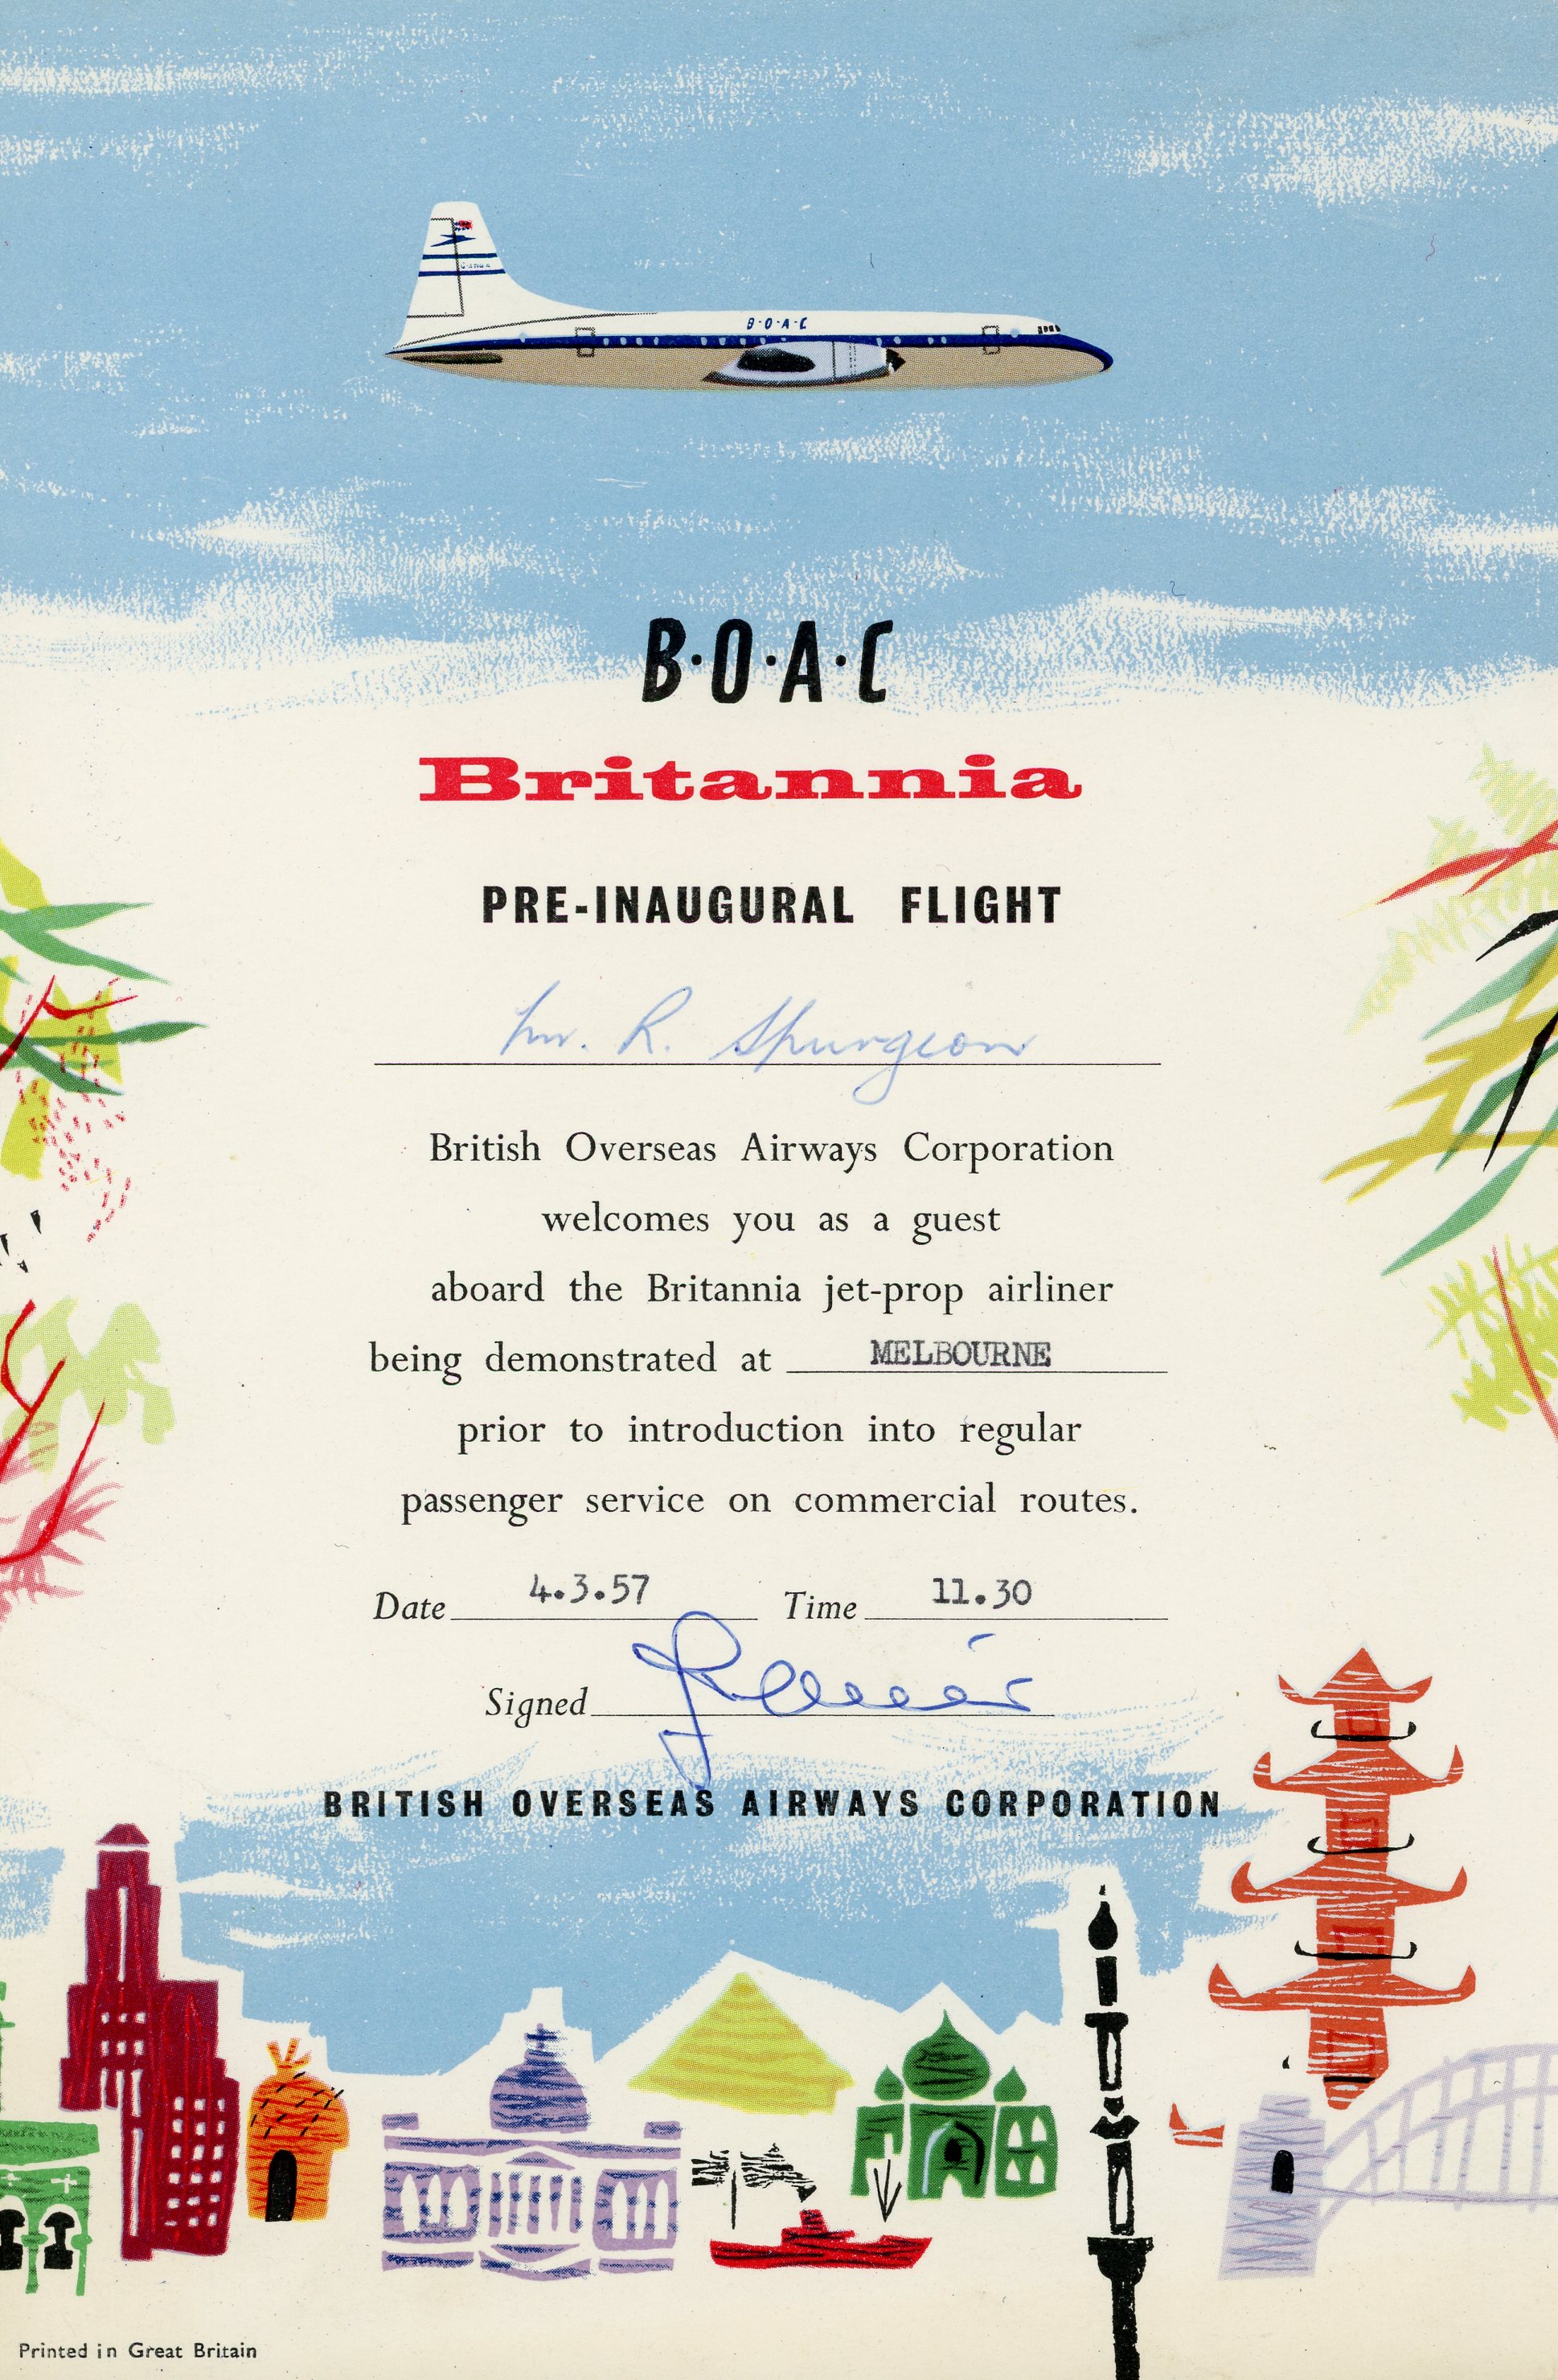 B·O·A·C
B·O·A·C
Britannia
PRE-INAUGURAL FLIGHT
Mr. R. Spurgeon
British Overseas Airways Corporation
welcomes you as a guest
aboard the Britannia jet-prop airliner
being demonstrated at MELBOURNE
prior to introduction into regular
passenger service on commercial routes.
Date 4.3.57 Time 11.30
Signed
BRITISH OVERSEAS AIRWAYS CORPORATION
Printed in Great Britain